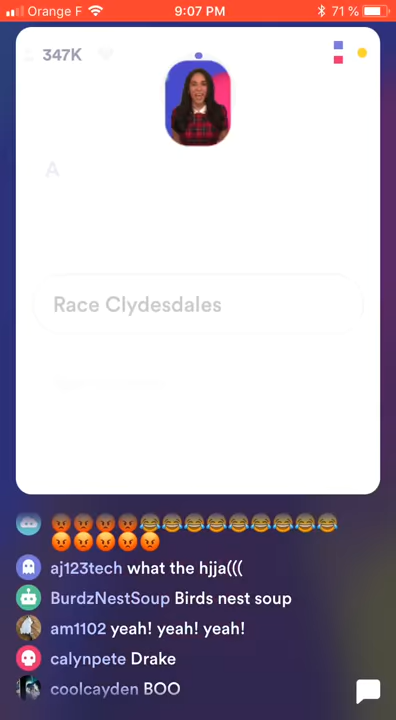 Orange F 9:07 PM 71 %
347K
A
Race Clydesdales
😡😡😡😡😂😂😂😂😂😂😂😂😂
😡😡😡😡😡
aj123tech what the hjja(((
BurdzNestSoup Birds nest soup
am1102 yeah! yeah! yeah!
calynpete Drake
coolcayden BOO